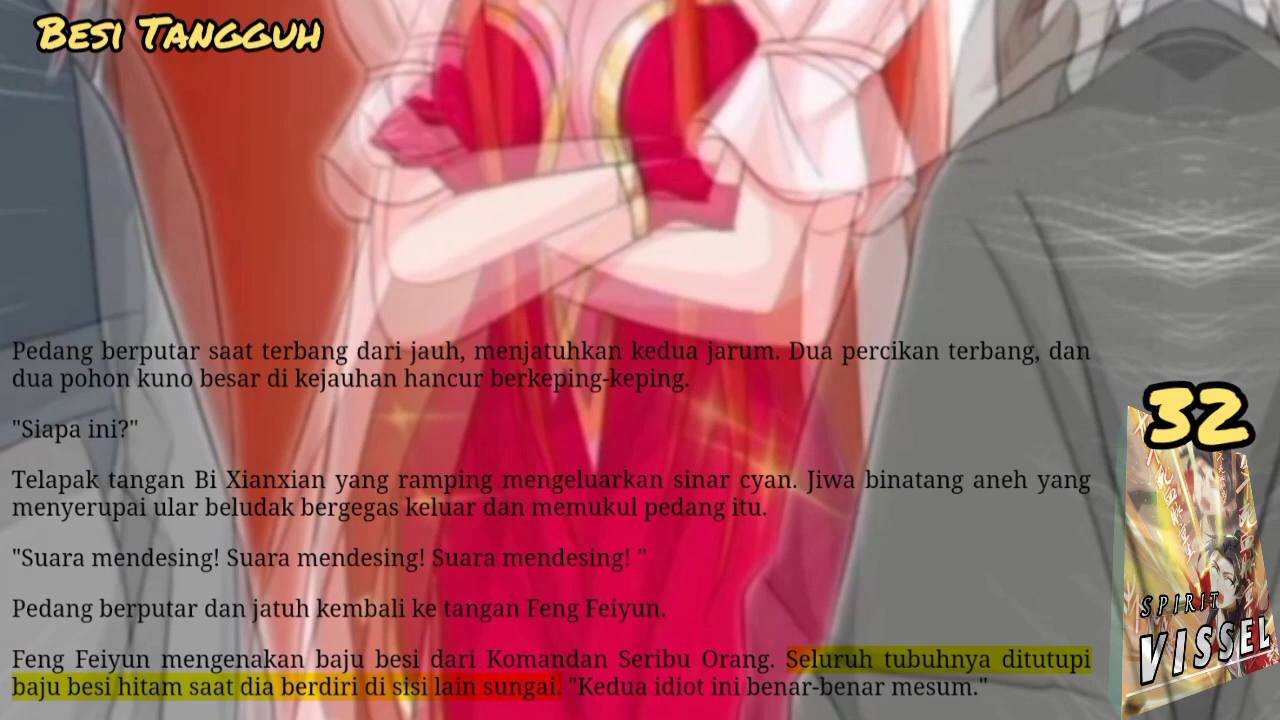 Besi Tangguh
Pedang berputar saat terbang dari jauh, menjatuhkan kedua jarum. Dua percikan terbang, dan
dua pohon kuno besar di kejauhan hancur berkeping-keping.
"Siapa ini?"
Telapak tangan Bi Xianxian yang ramping mengeluarkan sinar cyan. Jiwa binatang aneh yang
menyerupai ular beludak bergegas keluar dan memukul pedang itu.
"Suara mendesing! Suara mendesing! Suara mendesing! "
Pedang berputar dan jatuh kembali ke tangan Feng Feiyun.
Feng Feiyun mengenakan baju besi dari Komandan Seribu Orang. Seluruh tubuhnya ditutupi
baju besi hitam saat dia berdiri di sisi lain sungai. "Kedua idiot ini benar-benar mesum."
32
SPIRIT
VISSEL